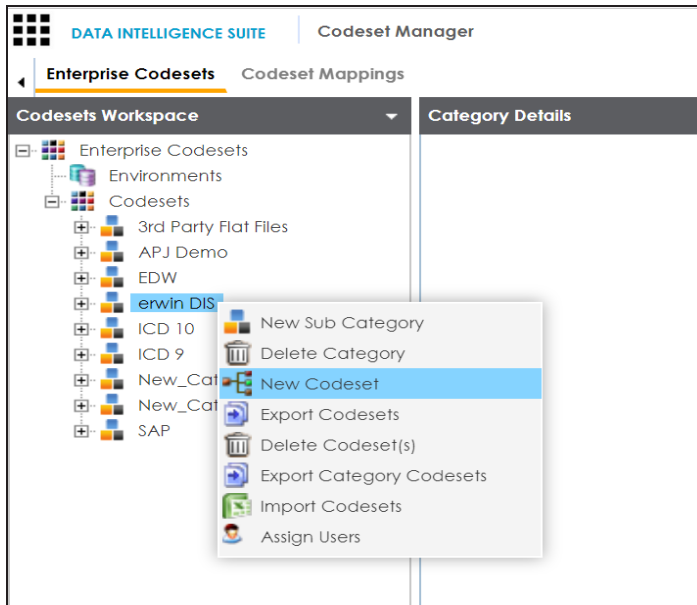 DATA INTELLIGENCE SUITE Codeset Manager
Enterprise Codesets Codeset Mappings
Codesets Workspace Category Details
Enterprise Codesets
Environments
Codesets
3rd Party Flat Files
APJ Demo
EDW
erwin DIS
ICD 10
ICD 9
New_Cat
New_Cat
SAP
New Sub Category
Delete Category
New Codeset
Export Codesets
Delete Codeset(s)
Export Category Codesets
Import Codesets
Assign Users